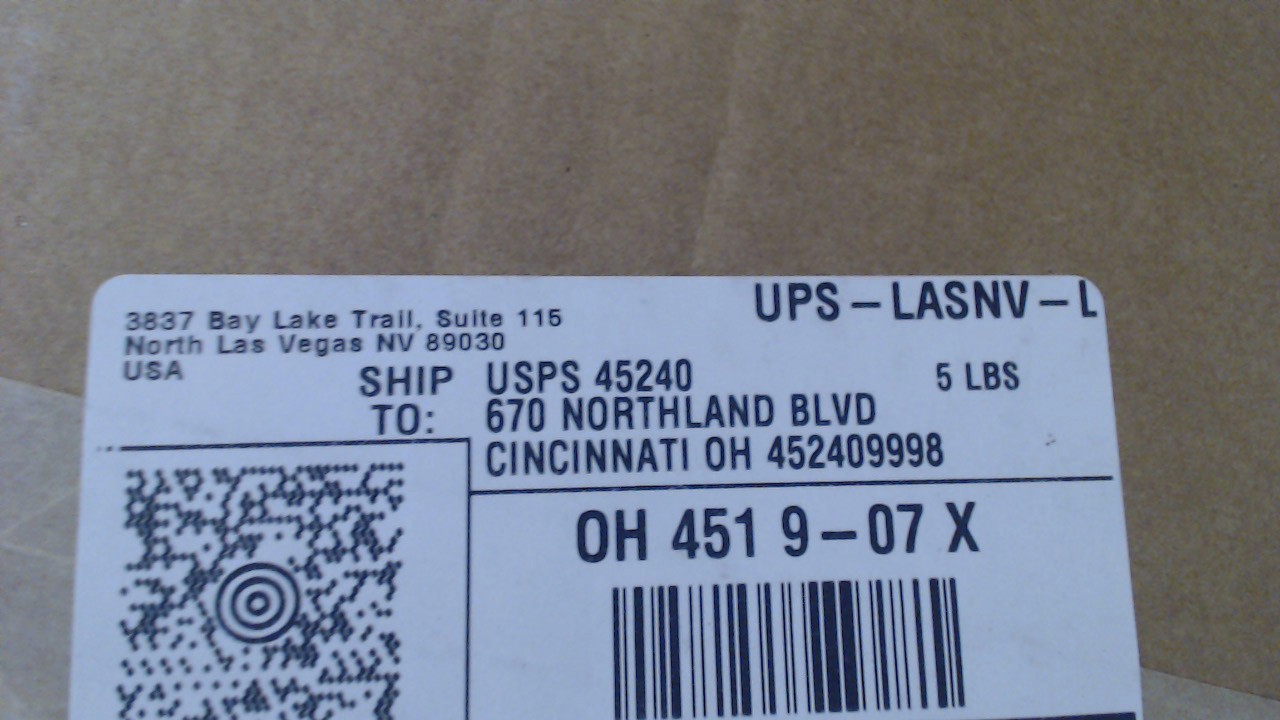 UPS – LASNV – L
3837 Bay Lake Trail, Suite 115
North Las Vegas NV 89030
USA
5 LBS
SHIP TO:
USPS 45240
670 NORTHLAND BLVD
CINCINNATI OH 452409998
OH 451 9 – 07 X